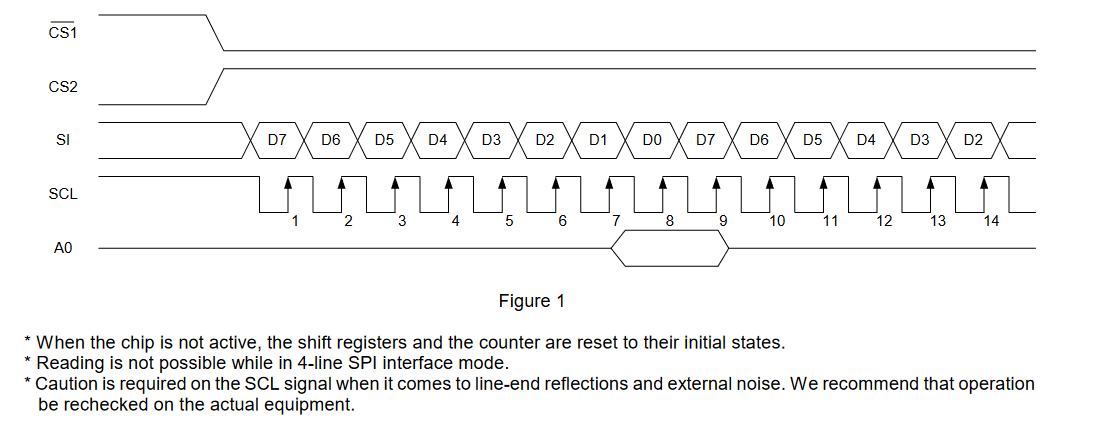 CS1
CS2
SI D7 D6 D5 D4 D3 D2 D1 D0 D7 D6 D5 D4 D3 D2
SCL
1 2 3 4 5 6 7 8 9 10 11 12 13 14
A0
Figure 1
* When the chip is not active, the shift registers and the counter are reset to their initial states.
* Reading is not possible while in 4-line SPI interface mode.
* Caution is required on the SCL signal when it comes to line-end reflections and external noise. We recommend that operation
be rechecked on the actual equipment.